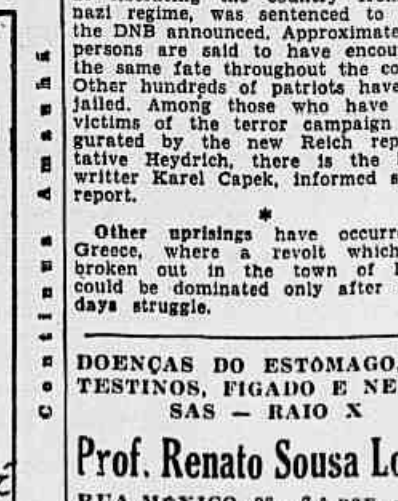 nazi regime, was sentenced to
the DNB announced. Approximate
persons are said to have encou
the same fate throughout the co
Other hundreds of patriots have
jailed. Among those who have
victims of the terror campaign
gurated by the new Reich rep
tative Heydrich, there is the
writter Karel Capek, informed a
report.
*
Other uprisings have occurr
Greece, where a revolt which
broken out in the town of
could be dominated only after
days struggle.
DOENÇAS DO ESTÔMAGO,
TESTINOS, FIGADO E NE
SAS — RAIO X
Prof. Renato Sousa Lo
Continua Amanhã